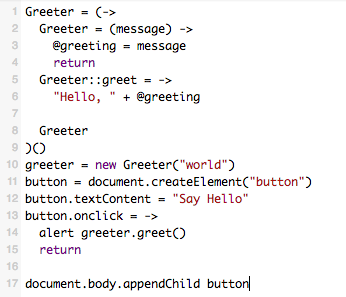 1 Greeter = (->
2   Greeter = (message) ->
3     @greeting = message
4     return
5   Greeter::greet = ->
6     "Hello, " + @greeting
7
8   Greeter
9 )()
10 greeter = new Greeter("world")
11 button = document.createElement("button")
12 button.textContent = "Say Hello"
13 button.onclick = ->
14   alert greeter.greet()
15   return
16
17 document.body.appendChild button